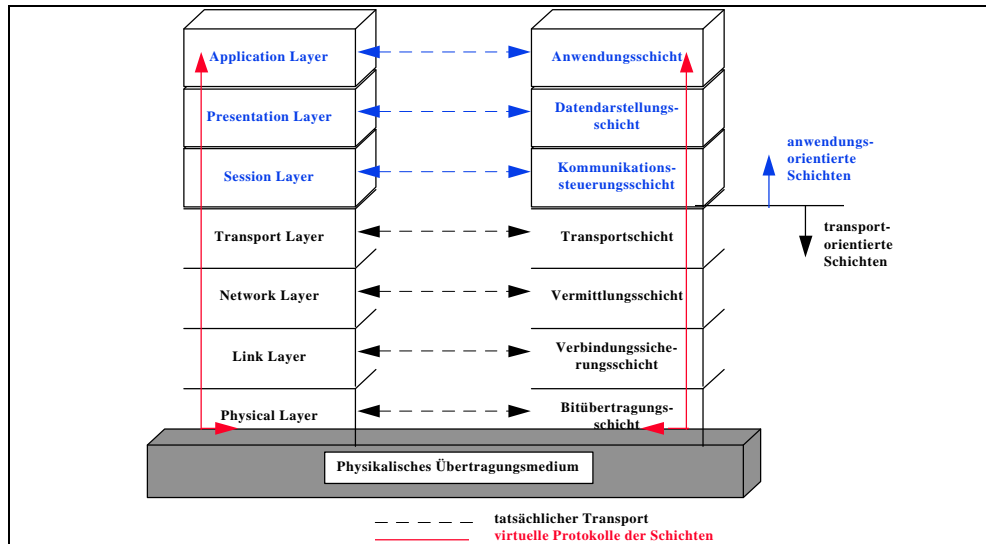 Application Layer
Anwendungsschicht
Presentation Layer
Datendarstellungs-
schicht
Session Layer
Kommunikations-
steuerungsschicht
anwendungs-
orientierte
Schichten
transport-
orientierte
Schichten
Transport Layer
Transportschicht
Network Layer
Vermittlungsschicht
Link Layer
Verbindungssiche-
rungsschicht
Physical Layer
Bitübertragungs-
schicht
Physikalisches Übertragungsmedium
tatsächlicher Transport
virtuelle Protokolle der Schichten